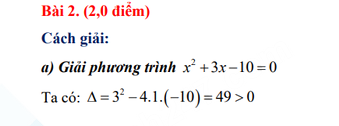 Bài 2. (2,0 điểm)
Cách giải:
a) Giải phương trình x² + 3x − 10 = 0
Ta có: Δ = 3² − 4.1.(−10) = 49 > 0